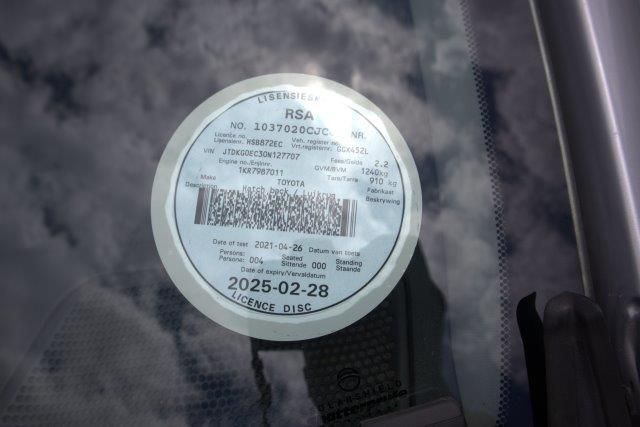 RSA
NO. 1037020CJC NR.
Licence no. Veh. register no.
Lisensienr. HSB872EC Vrt.registernr. GGX452L
VIN JTDKG0EC30N127707 Fees/Gelde 2.2
Engine no./Enjinnr. GVM/BVM 1240kg
1KR7987011 Tare/Tarra 910 kg
Make TOYOTA Fabrikaat
Description Hatch back / Luikrug Beskrywing
Date of test 2021-04-26 Datum van toets
Persons: Seated Standing
Persone: 004 Sittende 000 Staande
Date of expiry/Vervaldatum
2025-02-28
LICENCE DISC